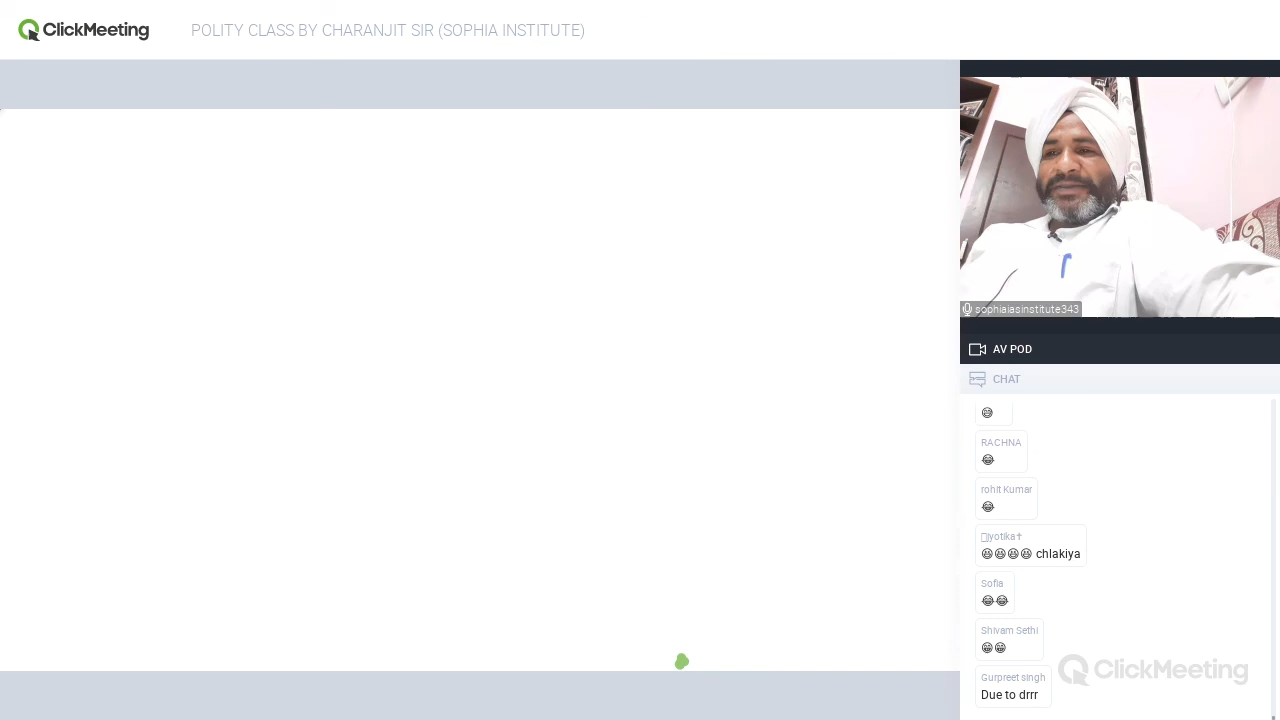 ClickMeeting
POLITY CLASS BY CHARANJIT SIR (SOPHIA INSTITUTE)
sophiaiasinstitute343
AV POD
CHAT
😅
RACHNA
😂
rohit Kumar
😂
jyotika✝
😆😆😆😆 chlakiya
Sofia
😂😂
Shivam Sethi
😁😁
Gurpreet singh
Due to drrr
ClickMeeting